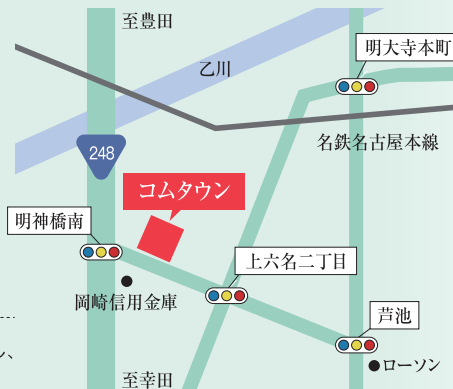 至豊田
乙川
明大寺本町
名鉄名古屋本線
248
コムタウン
明神橋南
上六名二丁目
岡崎信用金庫
芦池
ローソン
至幸田
ン、